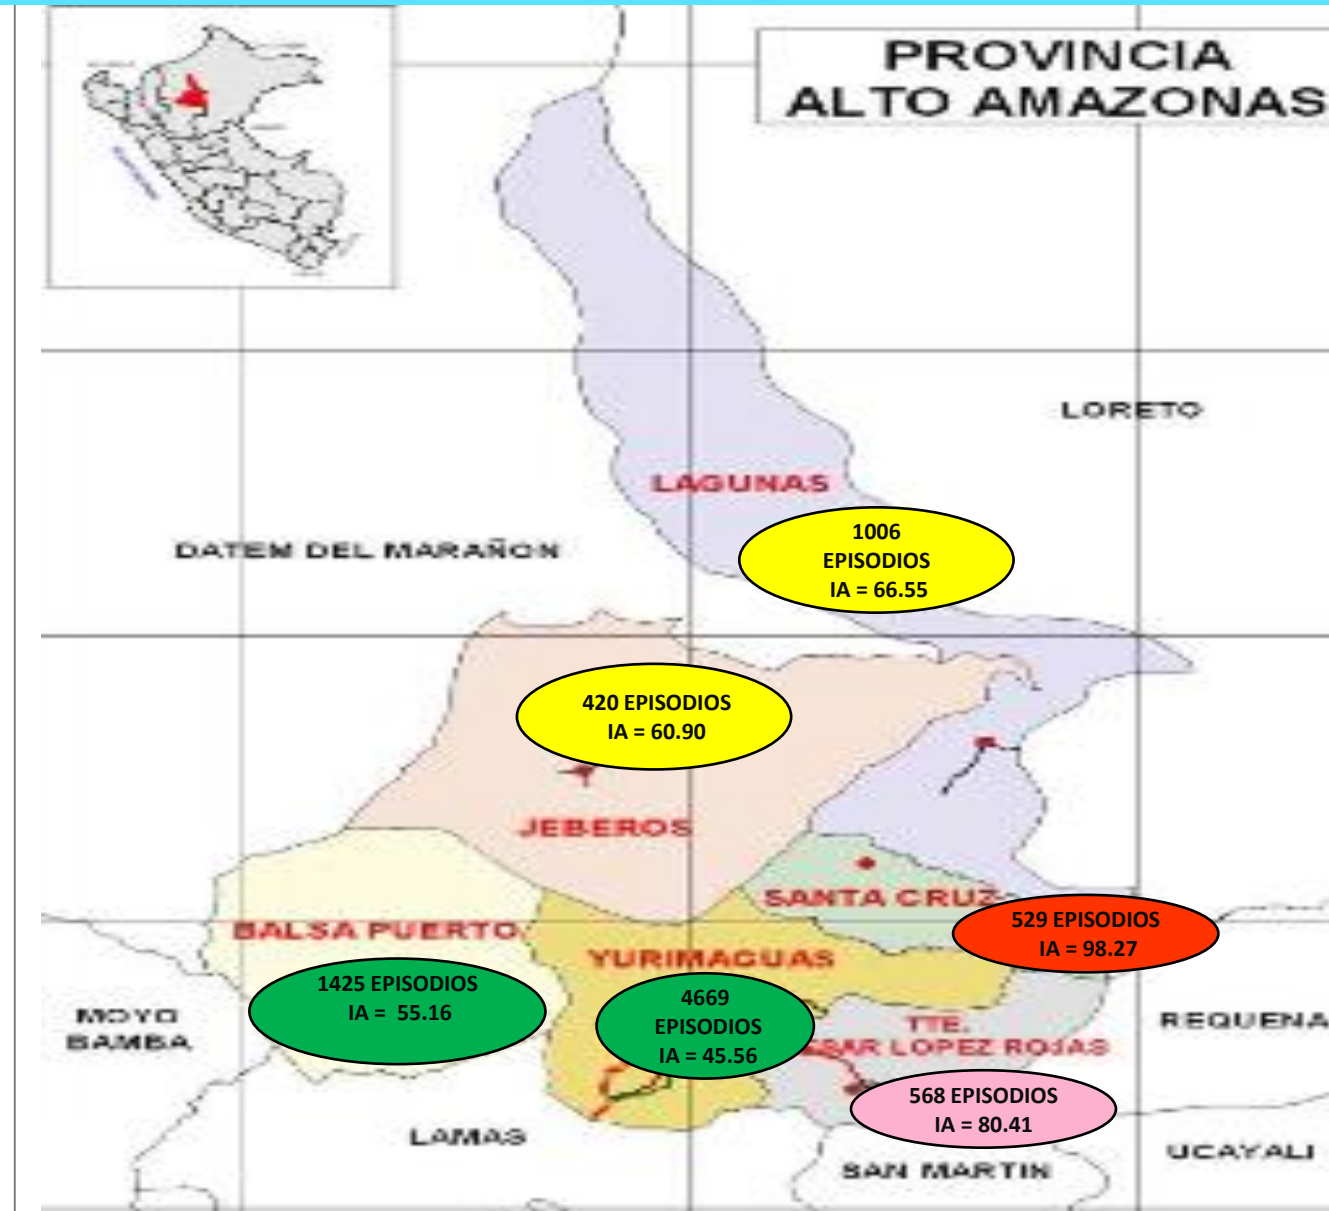 PROVINCIA
ALTO AMAZONAS
LORETO
LAGUNAS
1006
EPISODIOS
IA = 66.55
DATEM DEL MARAÑON
420 EPISODIOS
IA = 60.90
JEBEROS
SANTA CRUZ
529 EPISODIOS
IA = 98.27
BALSA PUERTO
YURIMAGUAS
1425 EPISODIOS
IA = 55.16
4669
EPISODIOS
IA = 45.56
MOYO
BAMBA
TTE.
ESAR LOPEZ ROJAS
REQUENA
568 EPISODIOS
IA = 80.41
LAMAS
SAN MARTIN
UCAYALI